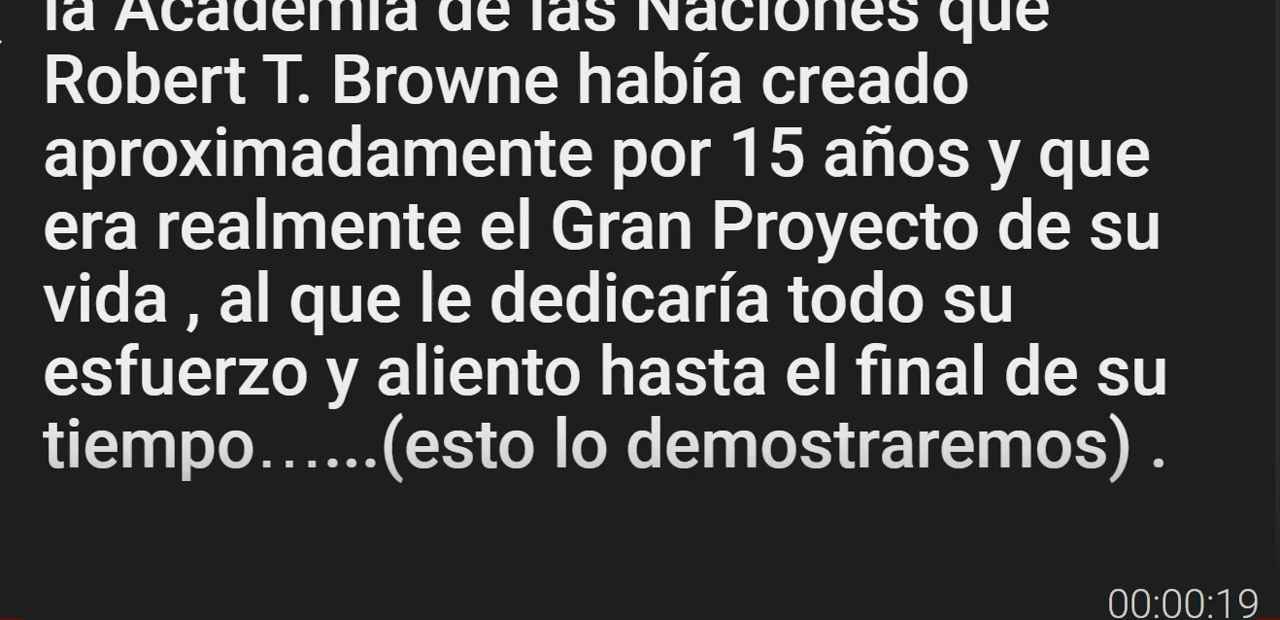 la Academia de las Naciones que
Robert T. Browne había creado
aproximadamente por 15 años y que
era realmente el Gran Proyecto de su
vida , al que le dedicaría todo su
esfuerzo y aliento hasta el final de su
tiempo…...(esto lo demostraremos) .
00:00:19